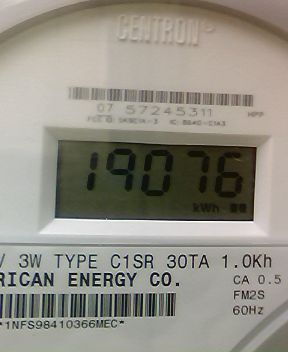 CENTRON
07 57245311 HPP
19076
kWh
V 3W TYPE C1SR 30TA 1.0Kh
RICAN ENERGY CO. CA 0.5
FM2S
60Hz
*1NFS98410366MEC*